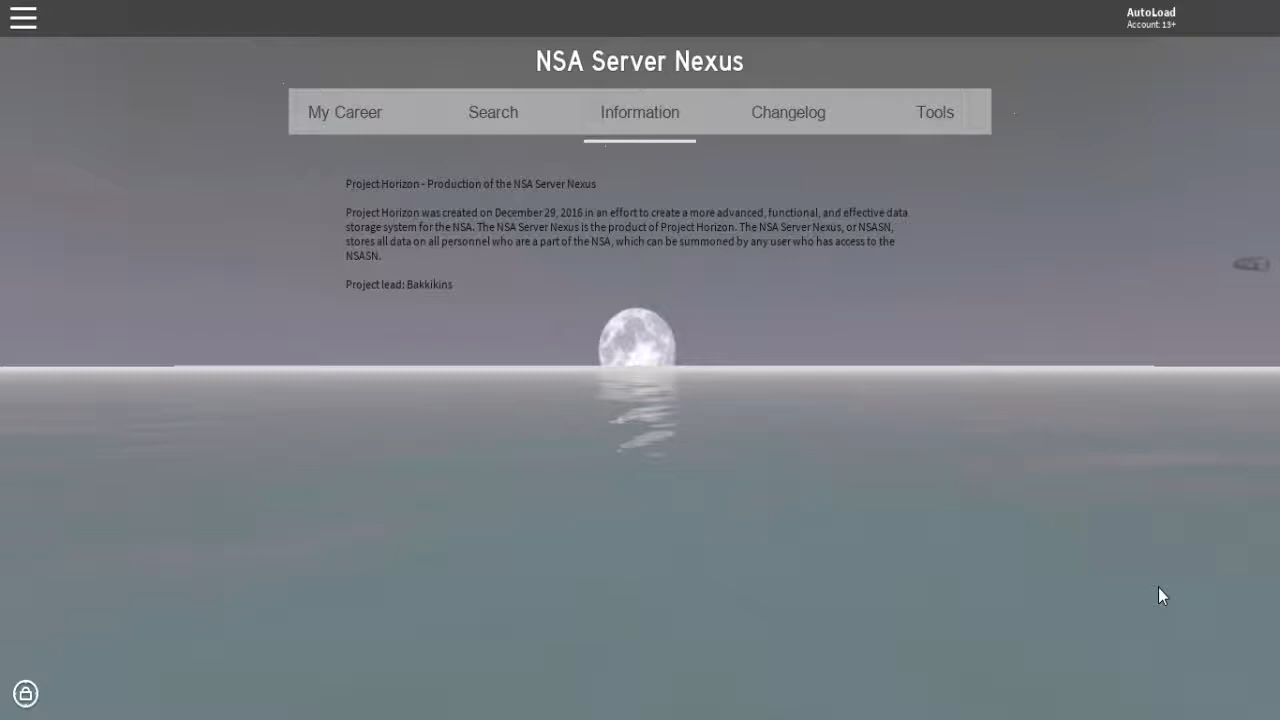 AutoLoad
Account: 13+
NSA Server Nexus
My Career Search Information Changelog Tools
Project Horizon - Production of the NSA Server Nexus
Project Horizon was created on December 29, 2016 in an effort to create a more advanced, functional, and effective data
storage system for the NSA. The NSA Server Nexus is the product of Project Horizon. The NSA Server Nexus, or NSASN,
stores all data on all personnel who are a part of the NSA, which can be summoned by any user who has access to the
NSASN.
Project lead: Bakkikins